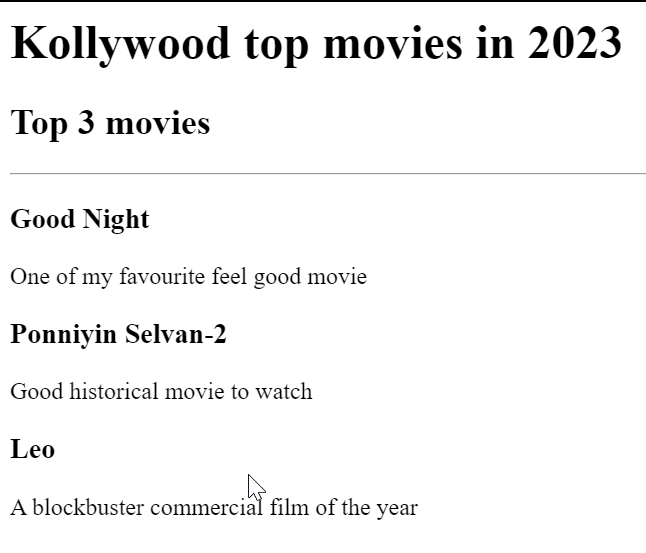 Kollywood top movies in 2023
Top 3 movies
Good Night
One of my favourite feel good movie
Ponniyin Selvan-2
Good historical movie to watch
Leo
A blockbuster commercial film of the year